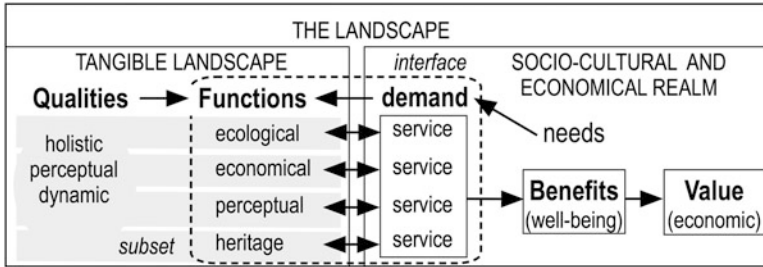 THE LANDSCAPE
TANGIBLE LANDSCAPE
interface
SOCIO-CULTURAL AND
ECONOMICAL REALM
Qualities
Functions
demand
needs
holistic
perceptual
dynamic
subset
ecological
service
economical
service
perceptual
service
heritage
service
Benefits
(well-being)
Value
(economic)